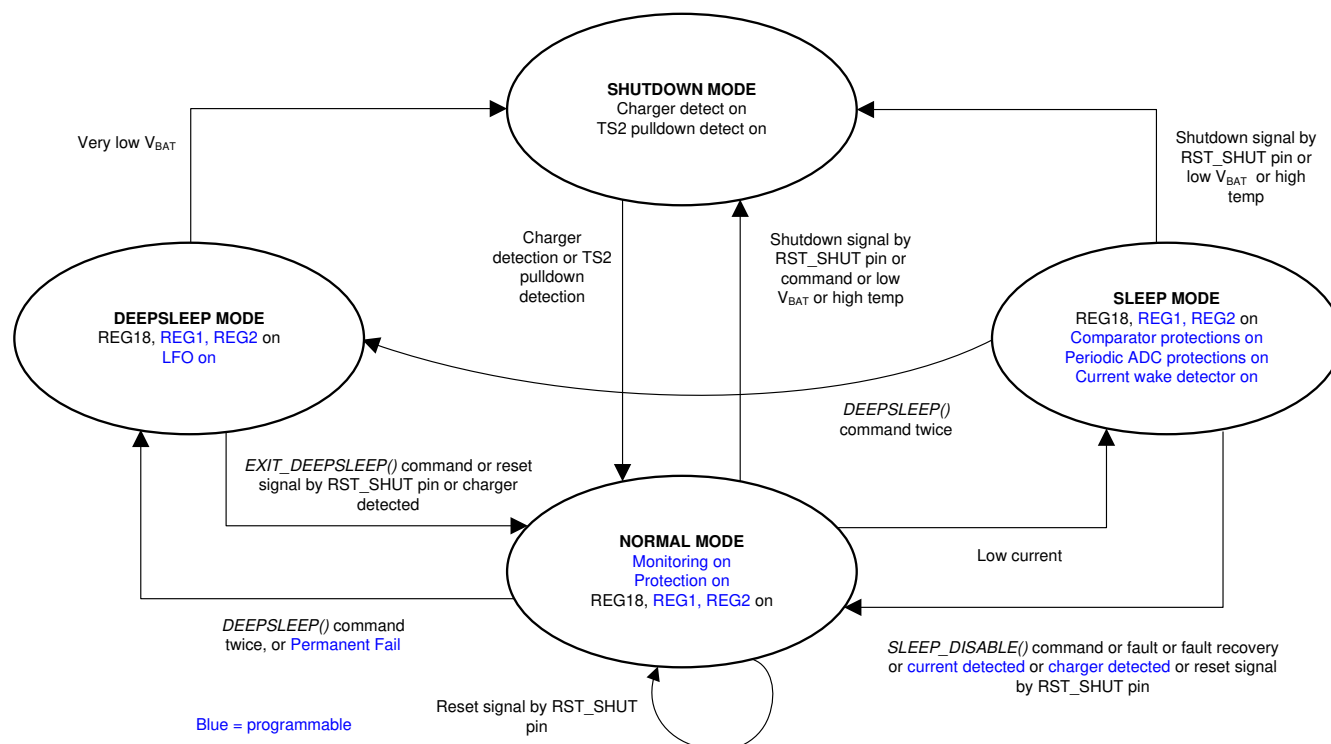 SHUTDOWN MODE
Charger detect on
TS2 pulldown detect on
Very low VBAT
Shutdown signal by
RST_SHUT pin or
low VBAT or high
temp
Charger
detection or TS2
pulldown
detection
Shutdown signal by
RST_SHUT pin or
command or low
VBAT or high temp
DEEPSLEEP MODE
REG18, REG1, REG2 on
LFO on
SLEEP MODE
REG18, REG1, REG2 on
Comparator protections on
Periodic ADC protections on
Current wake detector on
DEEPSLEEP()
command twice
EXIT_DEEPSLEEP() command or reset
signal by RST_SHUT pin or charger
detected
NORMAL MODE
Monitoring on
Protection on
REG18, REG1, REG2 on
Low current
DEEPSLEEP() command
twice, or Permanent Fail
SLEEP_DISABLE() command or fault or fault recovery
or current detected or charger detected or reset signal
by RST_SHUT pin
Reset signal by RST_SHUT
pin
Blue = programmable